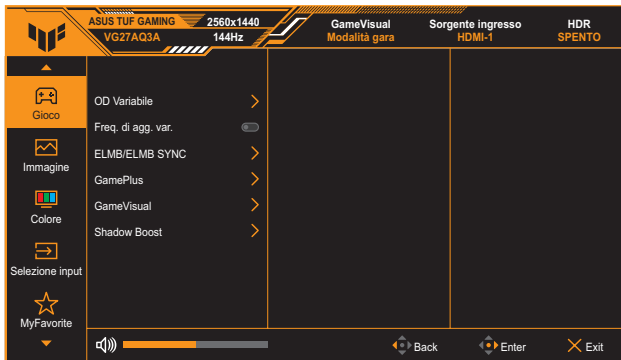 ASUS TUF GAMING
VG27AQ3A
2560x1440
144Hz
GameVisual
Modalità gara
Sorgente ingresso
HDMI-1
HDR
SPENTO
Gioco
Immagine
Colore
Selezione input
MyFavorite
OD Variabile
Freq. di agg. var.
ELMB/ELMB SYNC
GamePlus
GameVisual
Shadow Boost
Back
Enter
Exit